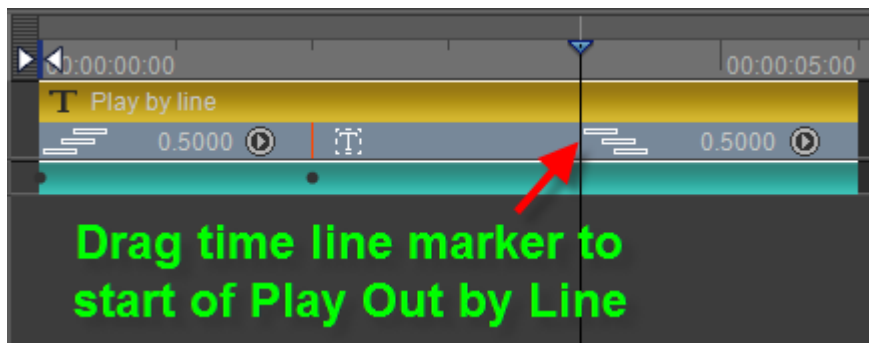 00:00:00:00 00:00:05:00
T Play by line
0.5000 T 0.5000
Drag time line marker to
start of Play Out by Line